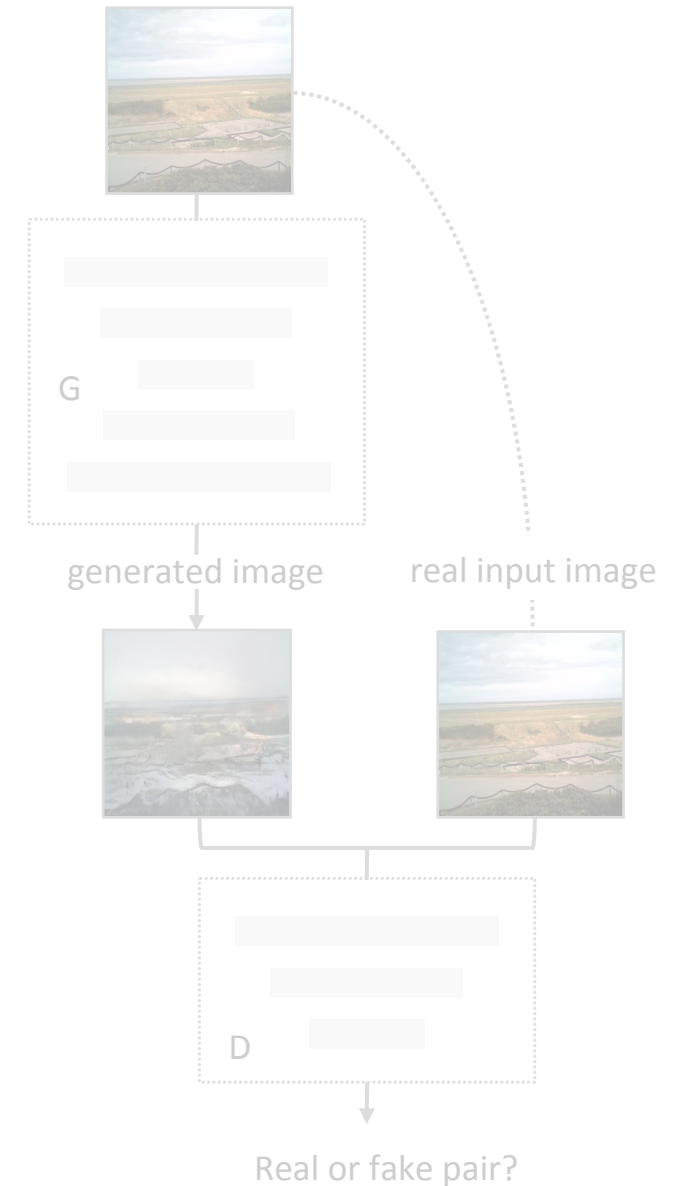 G
generated image
real input image
D
Real or fake pair?